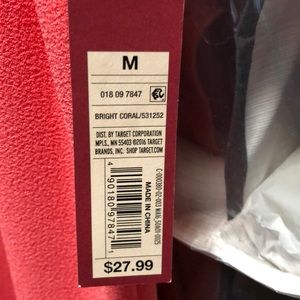 M
018 09 7847
BRIGHT CORAL/531252
DIST. BY TARGET CORPORATION
MPLS., MN 55403 ©2016 TARGET
BRANDS, INC. SHOP TARGET.COM
MADE IN CHINA
$27.99